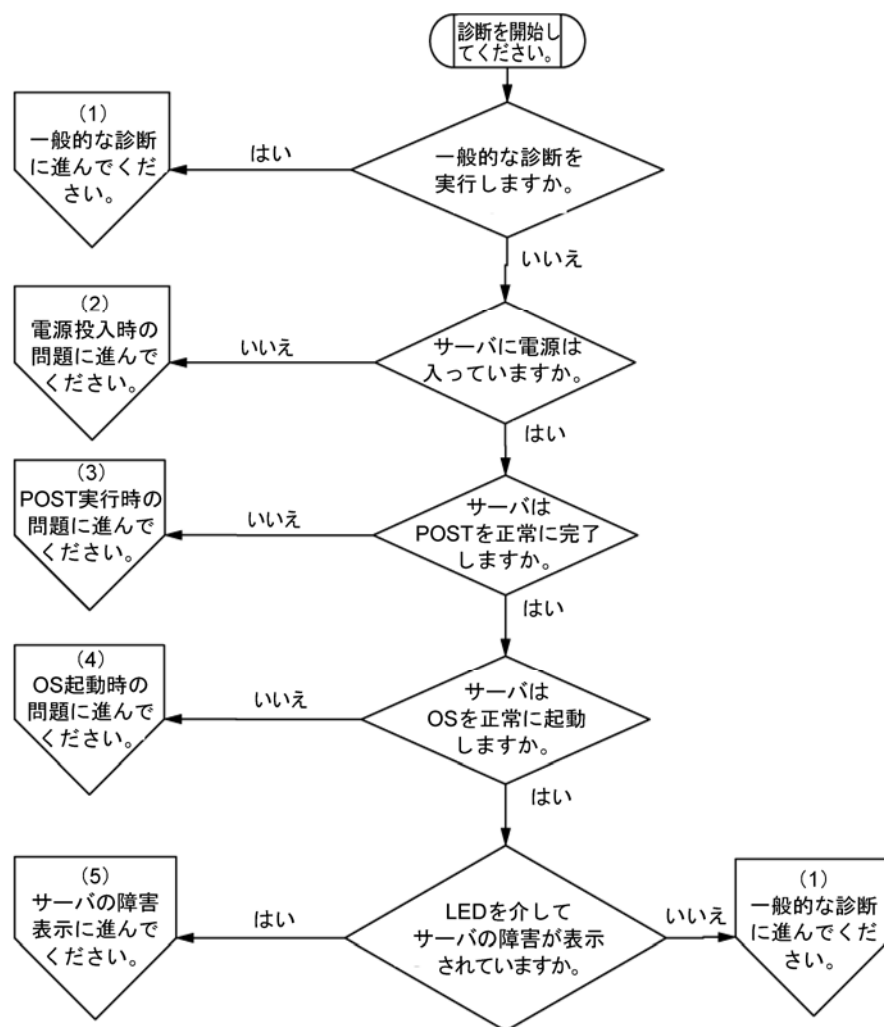 診断を開始し
てください。
一般的な診断を
実行しますか。
はい
(1)
一般的な診断
に進んでくだ
さい。
いいえ
サーバに電源は
入っていますか。
いいえ
(2)
電源投入時の
問題に進んで
ください。
はい
サーバは
POSTを正常に完了
しますか。
いいえ
(3)
POST実行時の
問題に進んで
ください。
はい
サーバは
OSを正常に起動
しますか。
いいえ
(4)
OS起動時の
問題に進んで
ください。
はい
LEDを介して
サーバの障害が表示
されていますか。
はい
(5)
サーバの障害
表示に進んで
ください。
いいえ
(1)
一般的な診断
に進んでくだ
さい。